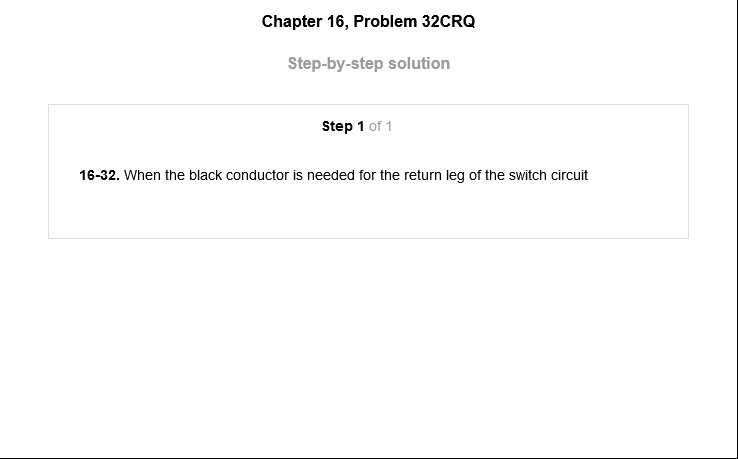 Chapter 16, Problem 32CRQ
Step-by-step solution
Step 1 of 1
16-32. When the black conductor is needed for the return leg of the switch circuit